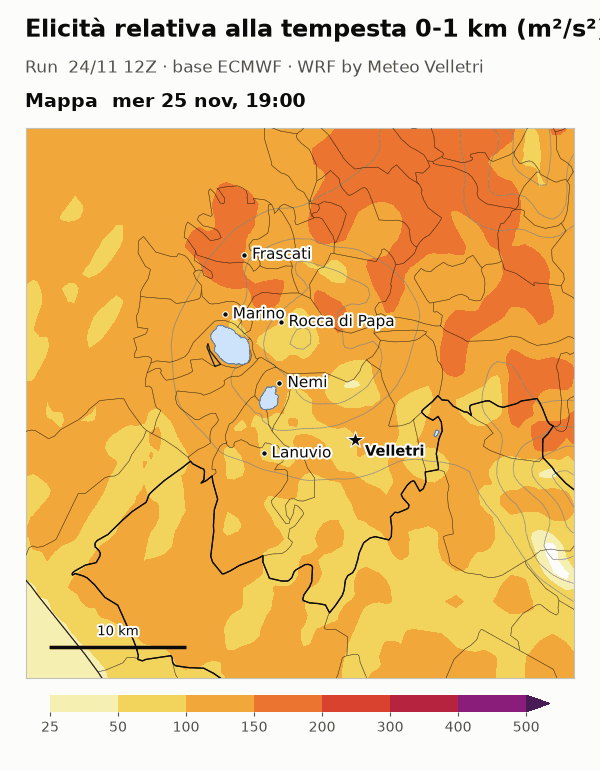 Elicità relativa alla tempesta 0-1 km (m²/s²)
Run 24/11 12Z · base ECMWF · WRF by Meteo Velletri
Mappa mer 25 nov, 19:00
Frascati
Marino
Rocca di Papa
Nemi
Velletri
Lanuvio
10 km
25 50 100 150 200 300 400 500